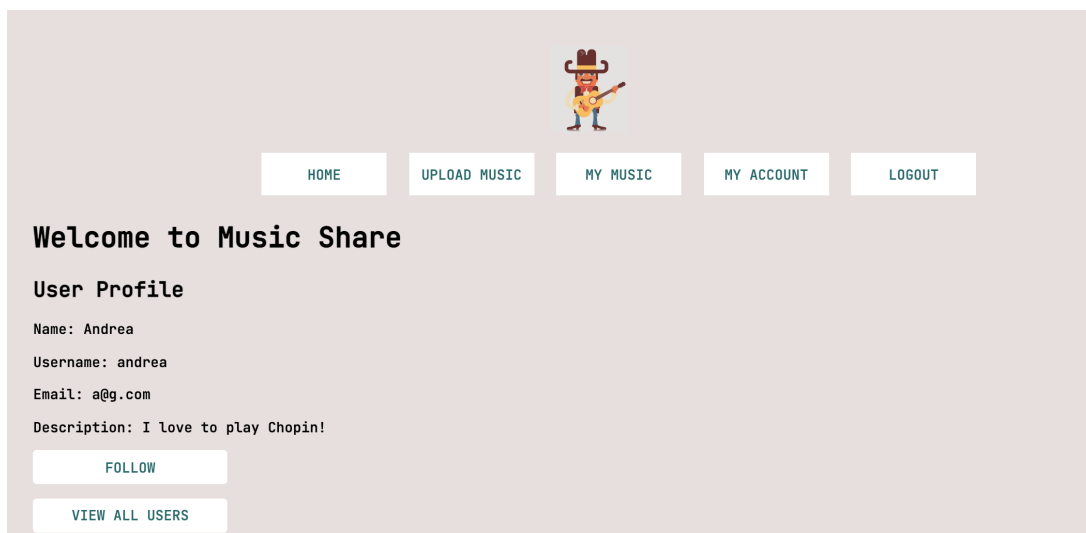 HOME UPLOAD MUSIC MY MUSIC MY ACCOUNT LOGOUT
Welcome to Music Share
User Profile
Name: Andrea
Username: andrea
Email: a@g.com
Description: I love to play Chopin!
FOLLOW
VIEW ALL USERS